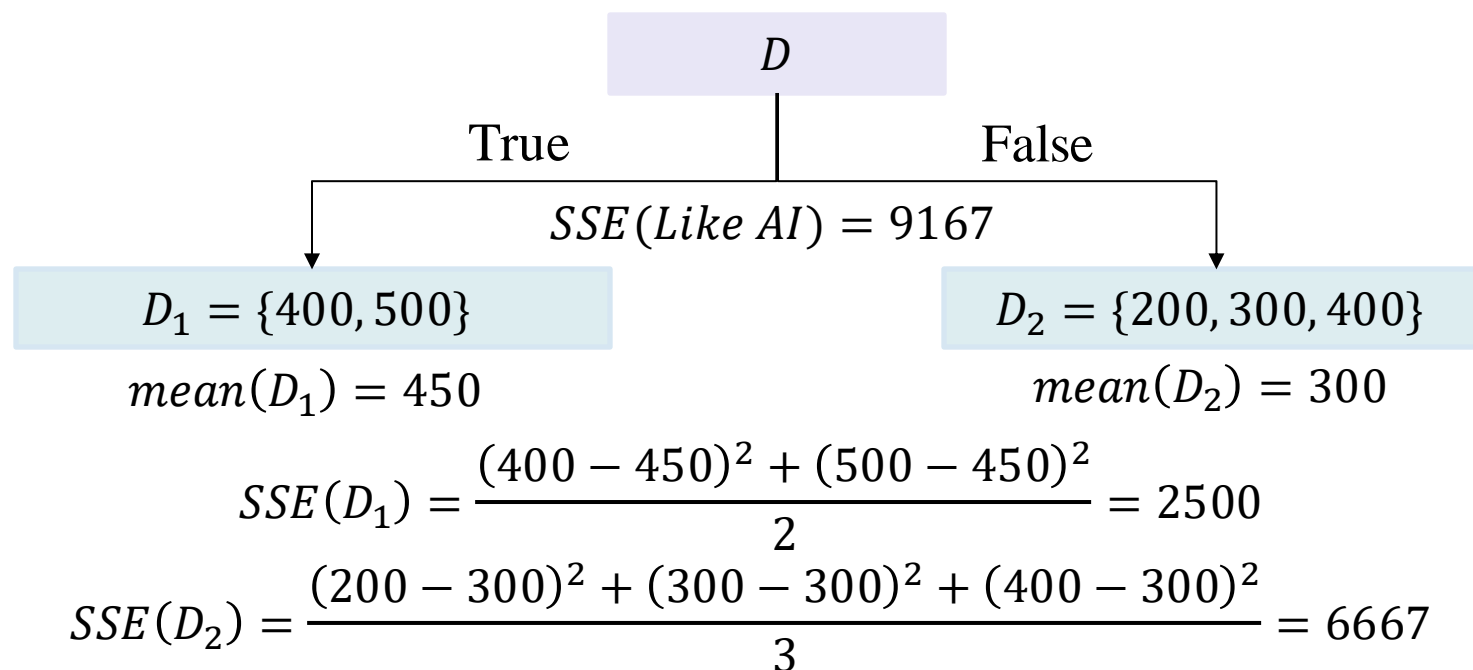 D
True False
SSE(Like AI) = 9167
D₁ = {400, 500} D₂ = {200, 300, 400}
mean(D₁) = 450 mean(D₂) = 300
SSE(D₁) = \frac{(400 − 450)² + (500 − 450)²}{2} = 2500
SSE(D₂) = \frac{(200 − 300)² + (300 − 300)² + (400 − 300)²}{3} = 6667